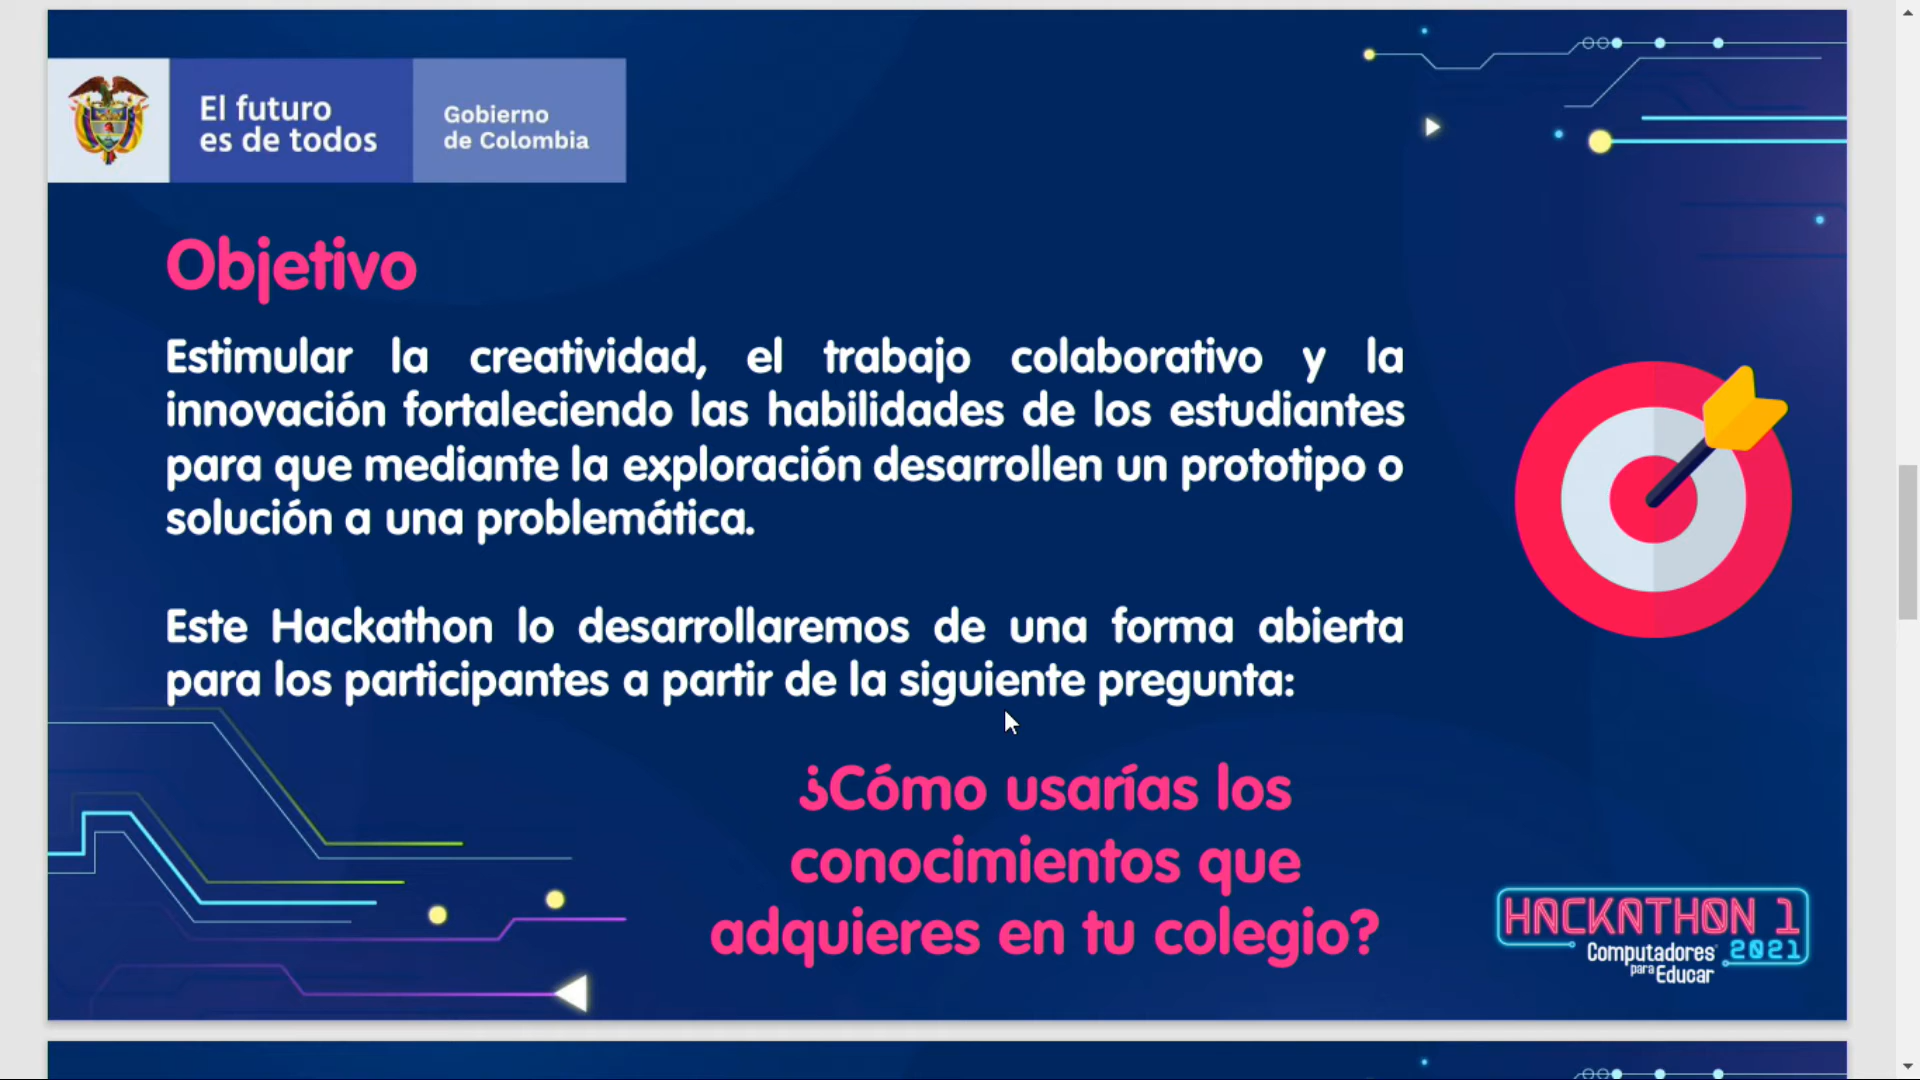 El futuro
es de todos
Gobierno
de Colombia
Objetivo
Estimular la creatividad, el trabajo colaborativo y la
innovación fortaleciendo las habilidades de los estudiantes
para que mediante la exploración desarrollen un prototipo o
solución a una problemática.
Este Hackathon lo desarrollaremos de una forma abierta
para los participantes a partir de la siguiente pregunta:
¿Cómo usarías los
conocimientos que
adquieres en tu colegio?
HACKATHON 1
Computadores 2021
para Educar